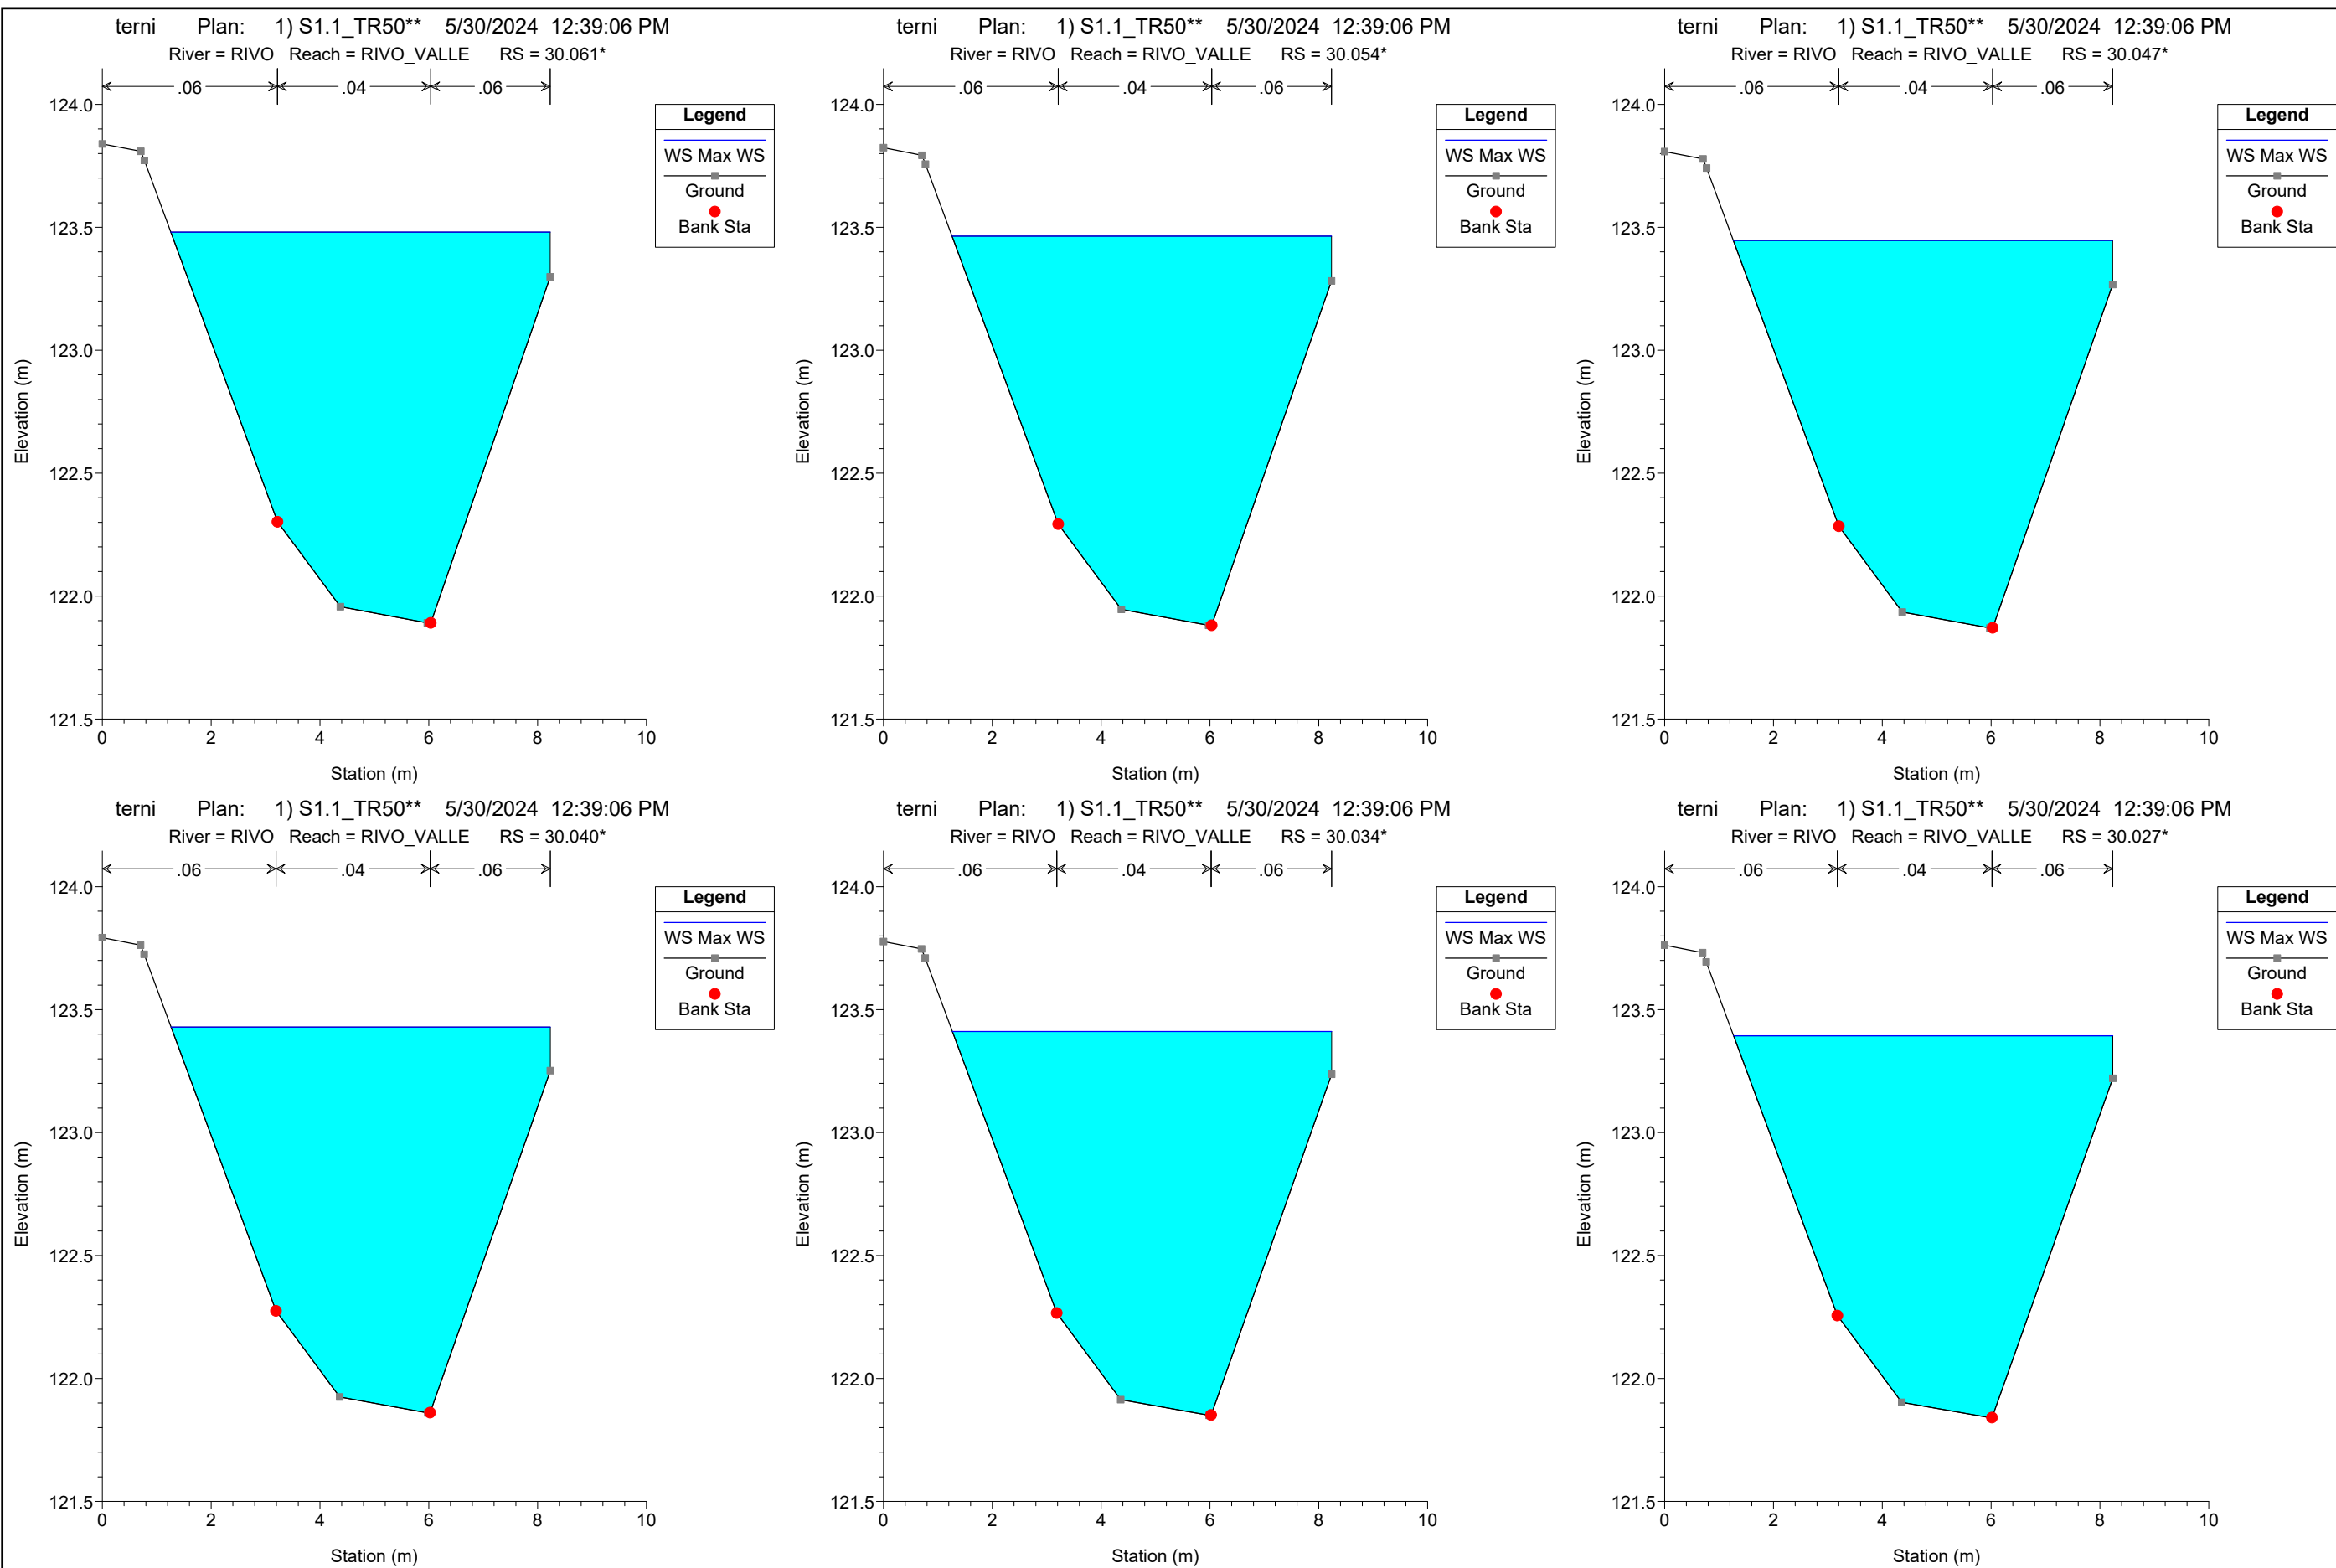 terni Plan: 1) S1.1_TR50** 5/30/2024 12:39:06 PM
River = RIVO Reach = RIVO_VALLE RS = 30.061*
.06 .04 .06
Legend
WS Max WS
Ground
Bank Sta
124.0
123.5
123.0
122.5
122.0
121.5
0 2 4 6 8 10
Elevation (m)
Station (m)
terni Plan: 1) S1.1_TR50** 5/30/2024 12:39:06 PM
River = RIVO Reach = RIVO_VALLE RS = 30.054*
.06 .04 .06
Legend
WS Max WS
Ground
Bank Sta
124.0
123.5
123.0
122.5
122.0
121.5
0 2 4 6 8 10
Elevation (m)
Station (m)
terni Plan: 1) S1.1_TR50** 5/30/2024 12:39:06 PM
River = RIVO Reach = RIVO_VALLE RS = 30.047*
.06 .04 .06
Legend
WS Max WS
Ground
Bank Sta
124.0
123.5
123.0
122.5
122.0
121.5
0 2 4 6 8 10
Elevation (m)
Station (m)
terni Plan: 1) S1.1_TR50** 5/30/2024 12:39:06 PM
River = RIVO Reach = RIVO_VALLE RS = 30.040*
.06 .04 .06
Legend
WS Max WS
Ground
Bank Sta
124.0
123.5
123.0
122.5
122.0
121.5
0 2 4 6 8 10
Elevation (m)
Station (m)
terni Plan: 1) S1.1_TR50** 5/30/2024 12:39:06 PM
River = RIVO Reach = RIVO_VALLE RS = 30.034*
.06 .04 .06
Legend
WS Max WS
Ground
Bank Sta
124.0
123.5
123.0
122.5
122.0
121.5
0 2 4 6 8 10
Elevation (m)
Station (m)
terni Plan: 1) S1.1_TR50** 5/30/2024 12:39:06 PM
River = RIVO Reach = RIVO_VALLE RS = 30.027*
.06 .04 .06
Legend
WS Max WS
Ground
Bank Sta
124.0
123.5
123.0
122.5
122.0
121.5
0 2 4 6 8 10
Elevation (m)
Station (m)